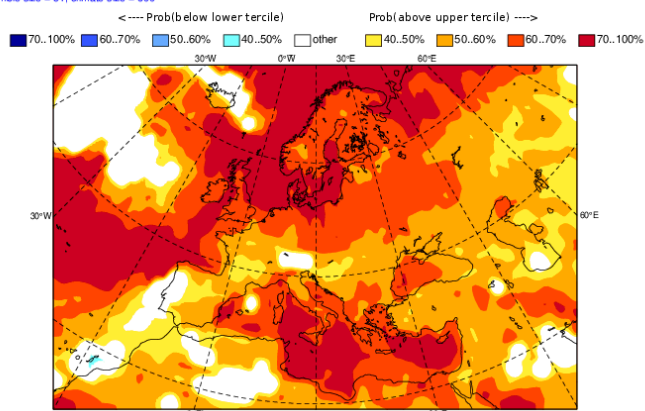 <---- Prob(below lower tercile) Prob(above upper tercile) ---->
70..100% 60..70% 50..60% 40..50% other 40..50% 50..60% 60..70% 70..100%
30°W 0°W 30°E 60°E
30°W 60°E